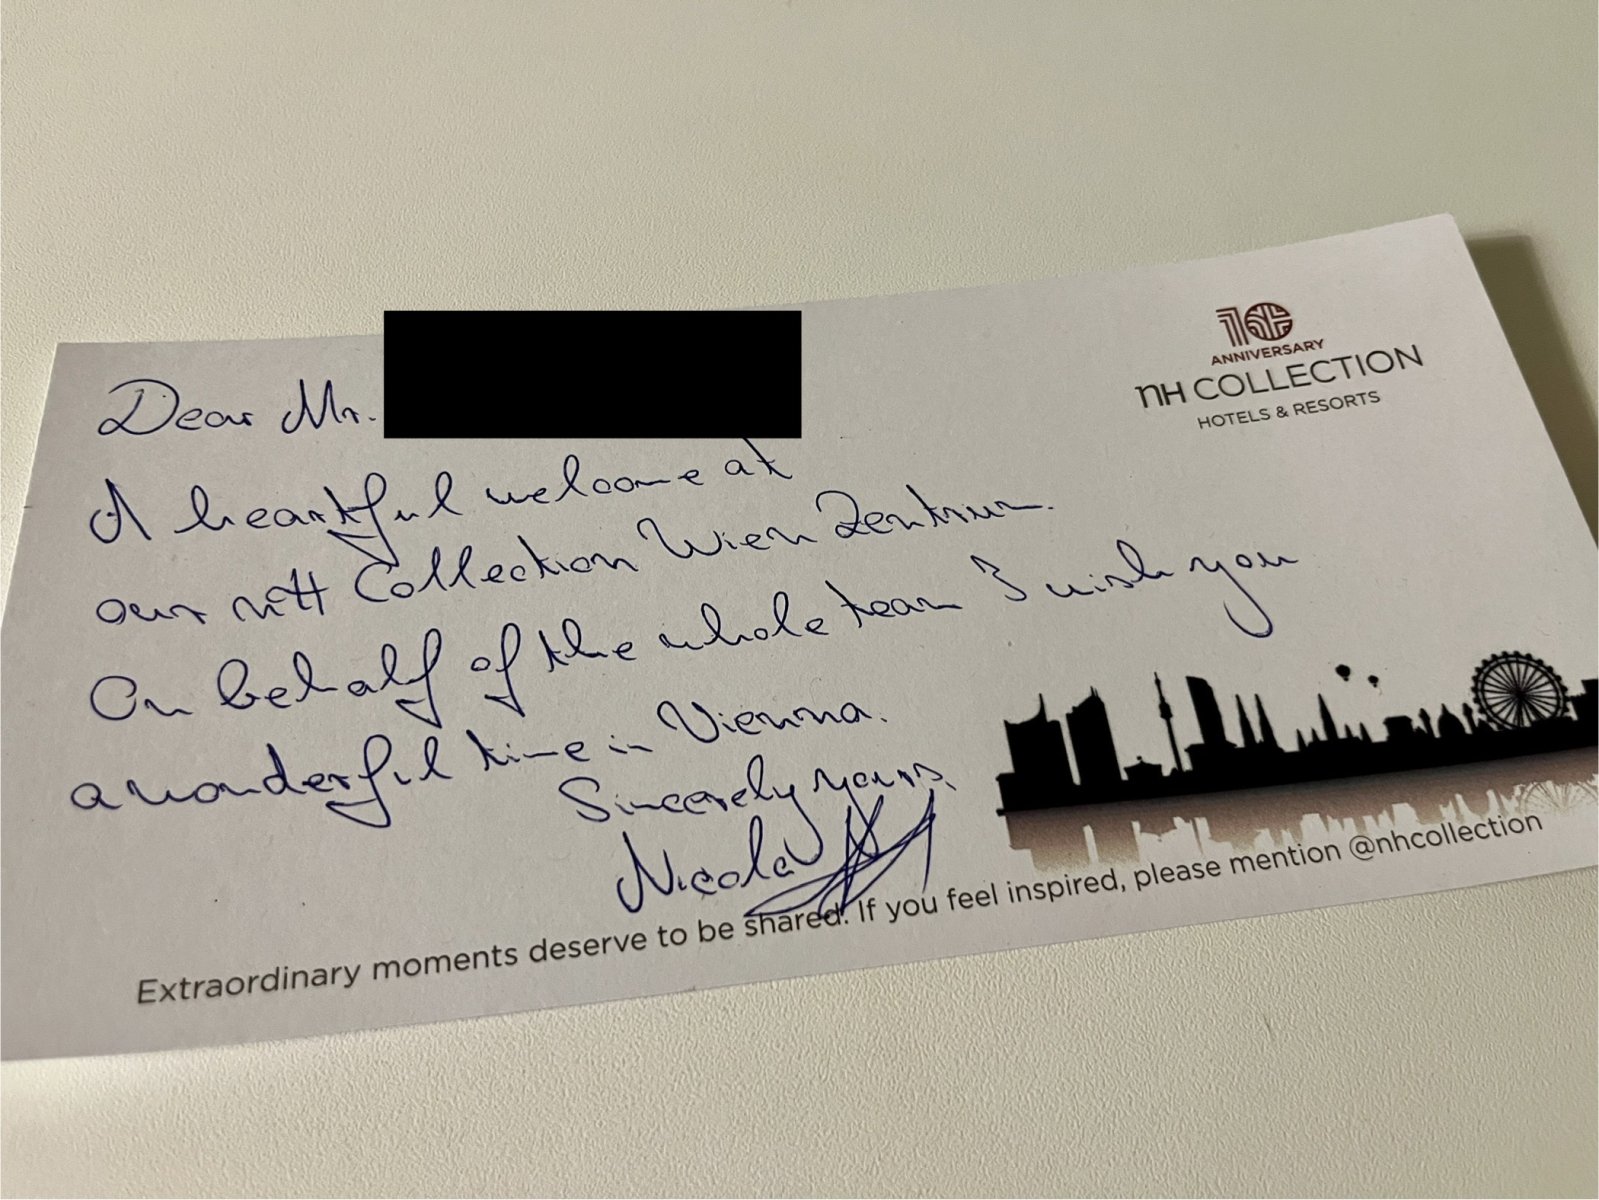 Dear Mr.
10
ANNIVERSARY
nH COLLECTION
HOTELS & RESORTS
A heartful welcome at
our nH Collection Wien Zentrum.
On behalf of the whole team I wish you
a wonderful time in Vienna.
Sincerely yours,
Nicola
Extraordinary moments deserve to be shared. If you feel inspired, please mention @nhcollection